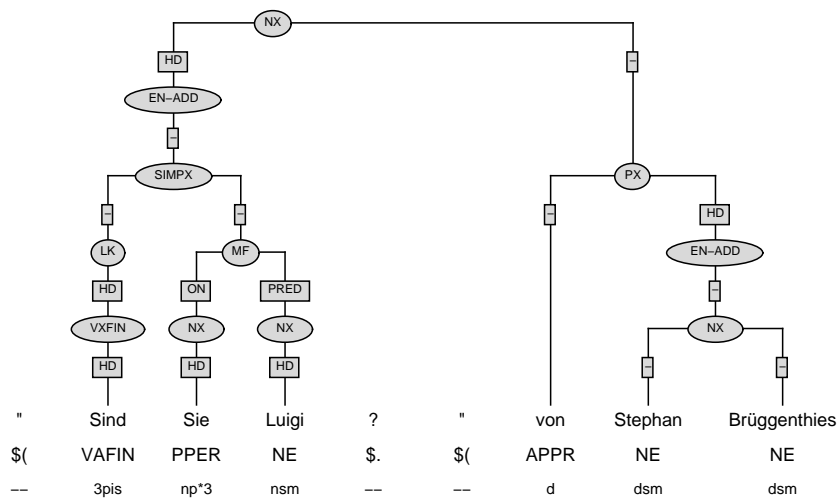 NX
HD –
EN–ADD
–
SIMPX PX
– – – HD
LK MF EN–ADD
HD ON PRED –
VXFIN NX NX NX
HD HD HD – –
" Sind Sie Luigi ? " von Stephan Brüggenthies
$( VAFIN PPER NE $. $( APPR NE NE
–– 3pis np*3 nsm –– –– d dsm dsm